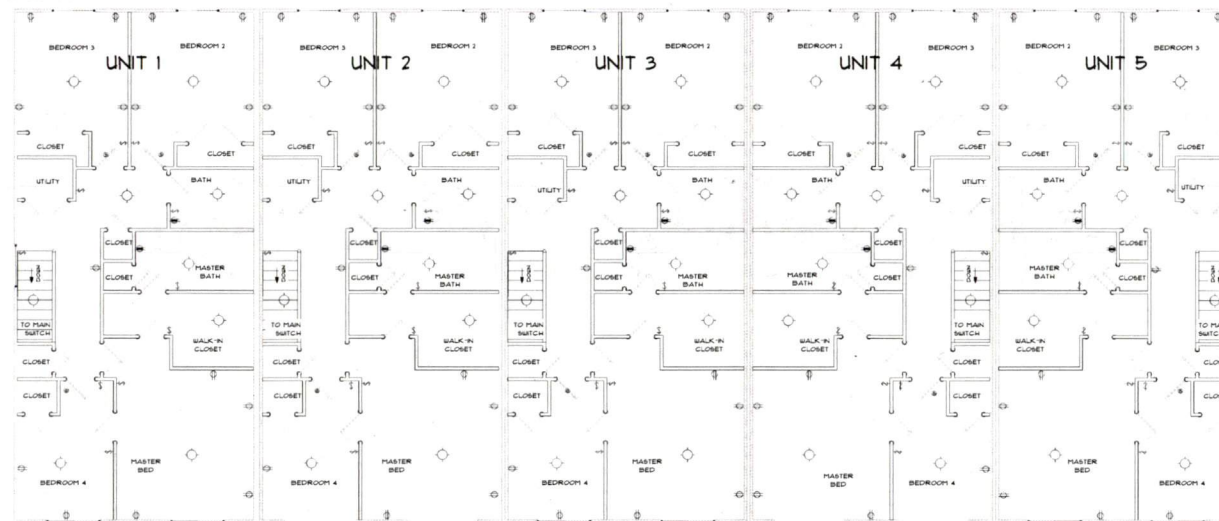 BEDROOM 3
BEDROOM 2
UNIT 1
CLOSET
CLOSET
UTILITY
BATH
CLOSET
CLOSET
MASTER
BATH
TO MAIN
SWITCH
WALK-IN
CLOSET
CLOSET
CLOSET
MASTER
BED
BEDROOM 4
BEDROOM 3
BEDROOM 2
UNIT 2
CLOSET
CLOSET
UTILITY
BATH
CLOSET
CLOSET
MASTER
BATH
TO MAIN
SWITCH
WALK-IN
CLOSET
CLOSET
CLOSET
MASTER
BED
BEDROOM 4
BEDROOM 3
BEDROOM 2
UNIT 3
CLOSET
CLOSET
UTILITY
BATH
CLOSET
CLOSET
MASTER
BATH
TO MAIN
SWITCH
WALK-IN
CLOSET
CLOSET
CLOSET
MASTER
BED
BEDROOM 4
BEDROOM 2
BEDROOM 3
UNIT 4
CLOSET
CLOSET
BATH
UTILITY
CLOSET
MASTER
BATH
CLOSET
TO MAIN
SWITCH
WALK-IN
CLOSET
CLOSET
CLOSET
MASTER
BED
BEDROOM 4
BEDROOM 2
BEDROOM 3
UNIT 5
CLOSET
CLOSET
BATH
UTILITY
CLOSET
MASTER
BATH
CLOSET
TO MAIN
WALK-IN
CLOSET
MASTER
BED
BEDROOM 4